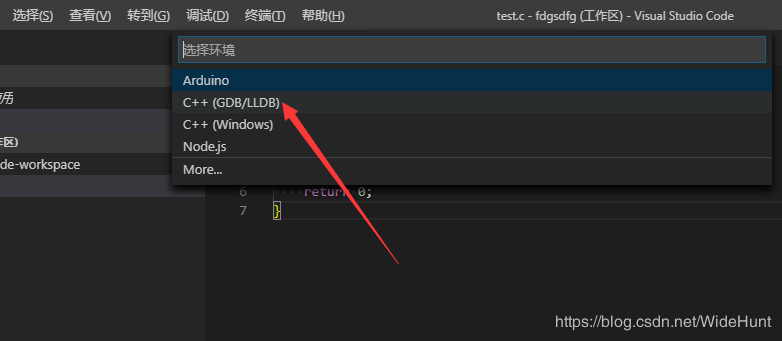 选择(S) 查看(V) 转到(G) 调试(D) 终端(T) 帮助(H) test.c - fdgsdfg (工作区) - Visual Studio Code
选择环境
Arduino
历
C++ (GDB/LLDB)
C++ (Windows)
作区)
Node.js
de-workspace
More...
6 return 0;
7 }
https://blog.csdn.net/WideHunt